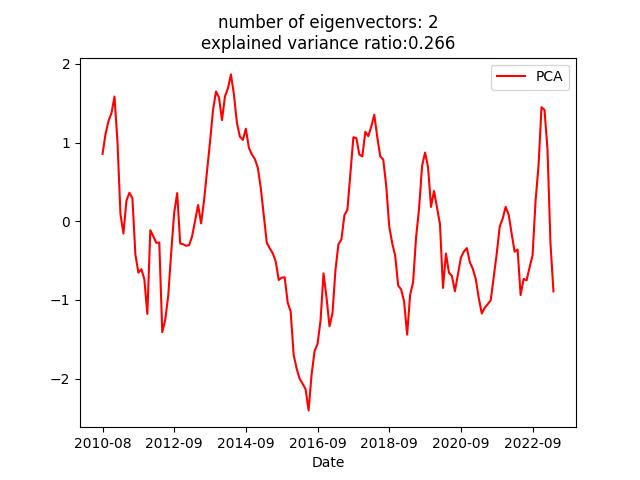 number of eigenvectors: 2
explained variance ratio:0.266
PCA
2
1
0
−1
−2
2010-08 2012-09 2014-09 2016-09 2018-09 2020-09 2022-09
Date